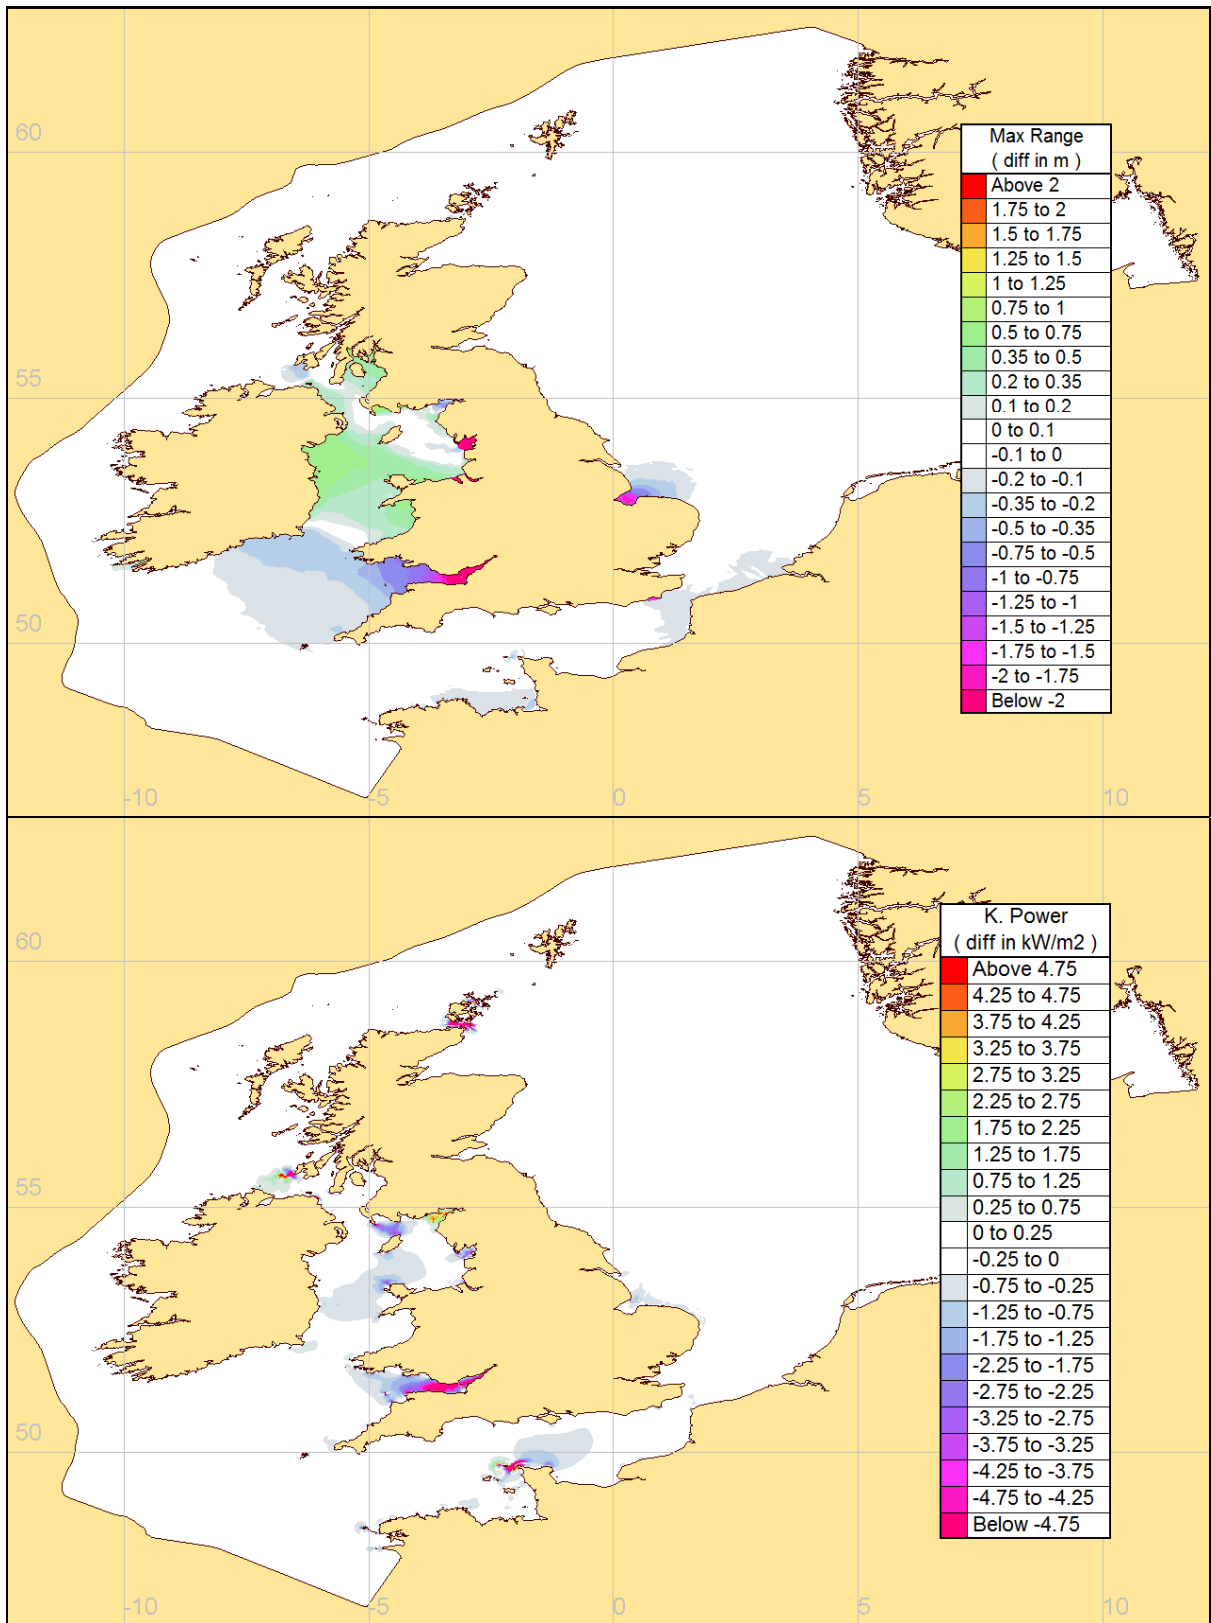 60
55
50
-10
-5
0
5
10
Max Range
( diff in m )
Above 2
1.75 to 2
1.5 to 1.75
1.25 to 1.5
1 to 1.25
0.75 to 1
0.5 to 0.75
0.35 to 0.5
0.2 to 0.35
0.1 to 0.2
0 to 0.1
-0.1 to 0
-0.2 to -0.1
-0.35 to -0.2
-0.5 to -0.35
-0.75 to -0.5
-1 to -0.75
-1.25 to -1
-1.5 to -1.25
-1.75 to -1.5
-2 to -1.75
Below -2
60
55
50
-10
-5
0
5
10
K. Power
( diff in kW/m2 )
Above 4.75
4.25 to 4.75
3.75 to 4.25
3.25 to 3.75
2.75 to 3.25
2.25 to 2.75
1.75 to 2.25
1.25 to 1.75
0.75 to 1.25
0.25 to 0.75
0 to 0.25
-0.25 to 0
-0.75 to -0.25
-1.25 to -0.75
-1.75 to -1.25
-2.25 to -1.75
-2.75 to -2.25
-3.25 to -2.75
-3.75 to -3.25
-4.25 to -3.75
-4.75 to -4.25
Below -4.75